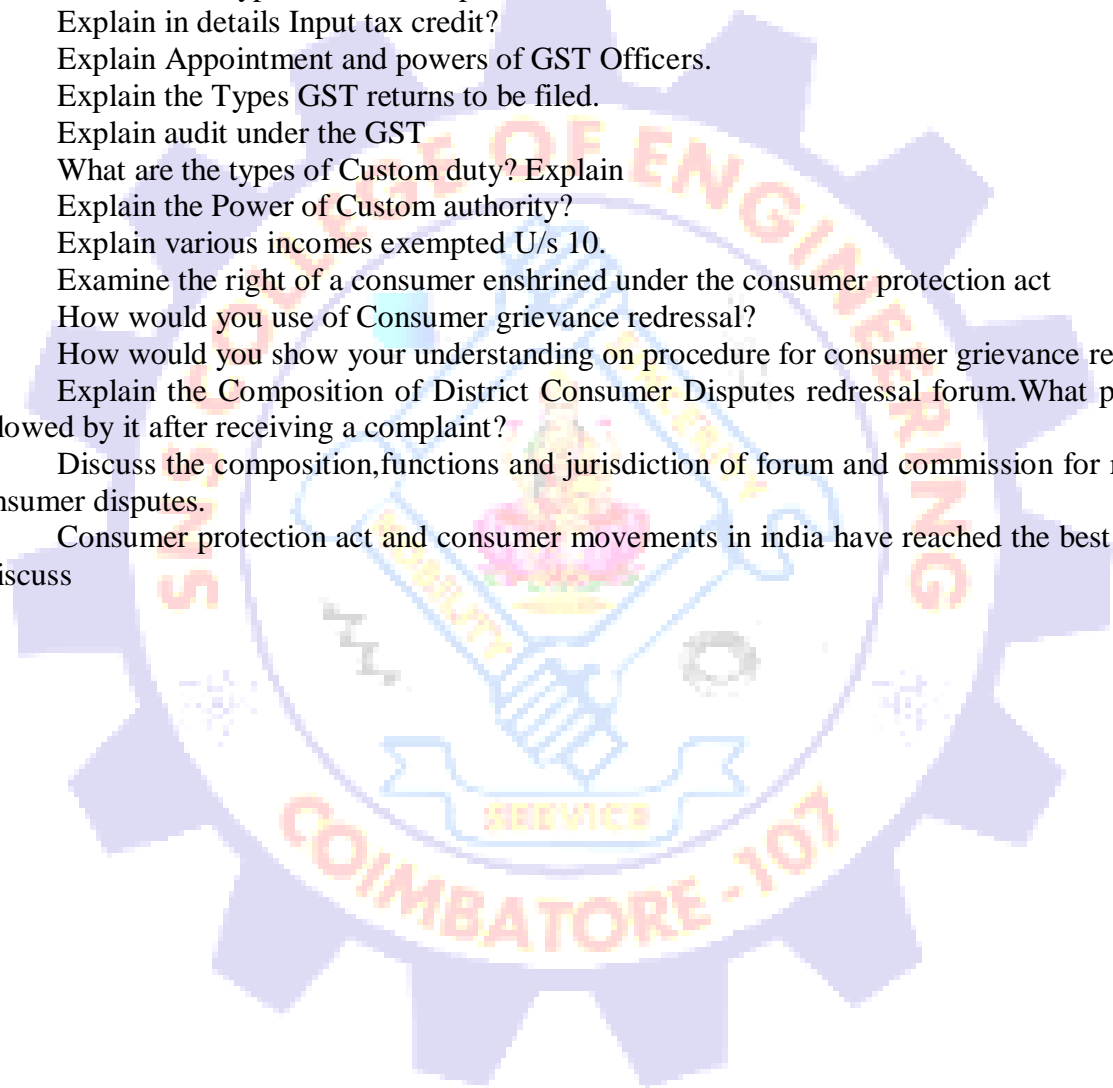 Explain in details Input tax credit?
Explain Appointment and powers of GST Officers.
Explain the Types GST returns to be filed.
Explain audit under the GST
What are the types of Custom duty? Explain
Explain the Power of Custom authority?
Explain various incomes exempted U/s 10.
Examine the right of a consumer enshrined under the consumer protection act
How would you use of Consumer grievance redressal?
How would you show your understanding on procedure for consumer grievance re
Explain the Composition of District Consumer Disputes redressal forum.What p
lowed by it after receiving a complaint?
Discuss the composition,functions and jurisdiction of forum and commission for
nsumer disputes.
Consumer protection act and consumer movements in india have reached the best
iscuss
SNS COLLEGE OF ENGINEERING
COIMBATORE - 107
NOBILITY
SERVICE